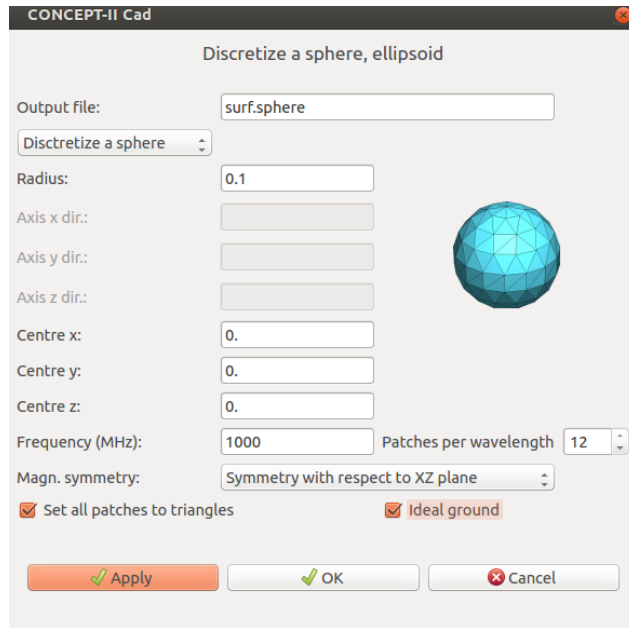 CONCEPT-II Cad
Discretize a sphere, ellipsoid
Output file: surf.sphere
Disctretize a sphere
Radius: 0.1
Axis x dir.:
Axis y dir.:
Axis z dir.:
Centre x: 0.
Centre y: 0.
Centre z: 0.
Frequency (MHz): 1000 Patches per wavelength 12
Magn. symmetry: Symmetry with respect to XZ plane
Set all patches to triangles Ideal ground
Apply OK Cancel